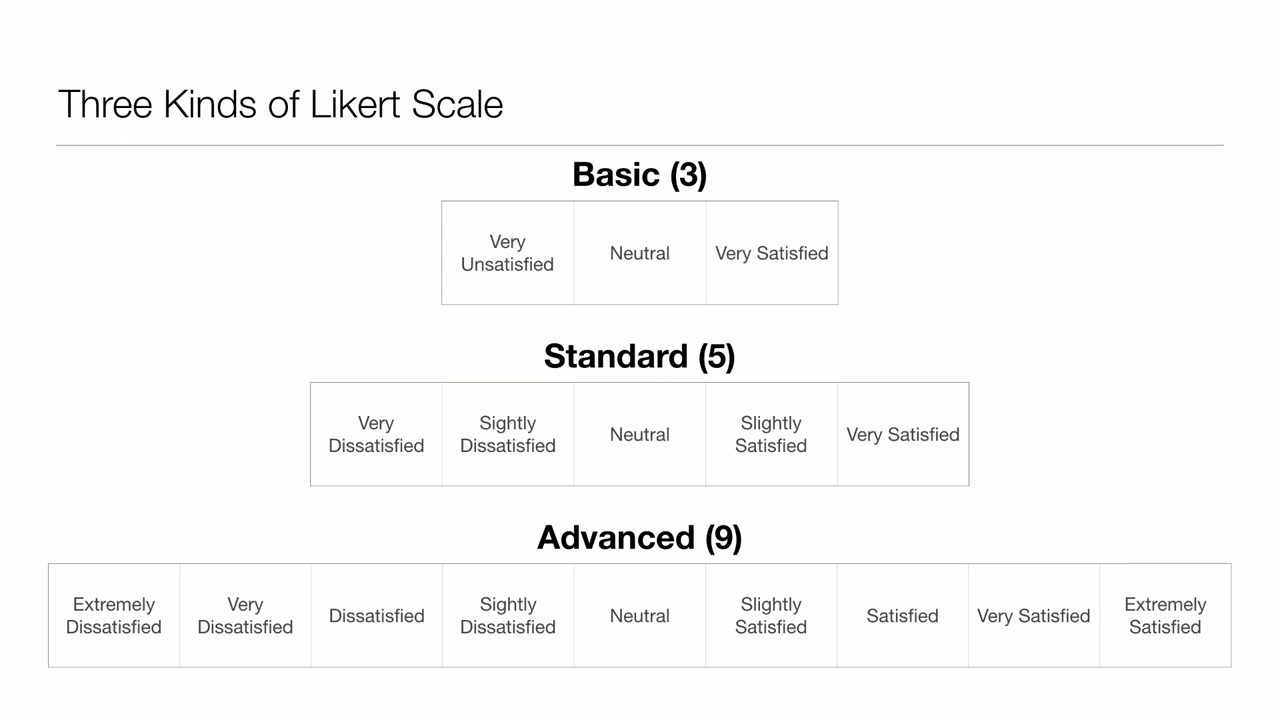 Three Kinds of Likert Scale
Basic (3)
Very
Unsatisfied
Neutral
Very Satisfied
Standard (5)
Very
Dissatisfied
Sightly
Dissatisfied
Neutral
Slightly
Satisfied
Very Satisfied
Advanced (9)
Extremely
Dissatisfied
Very
Dissatisfied
Dissatisfied
Sightly
Dissatisfied
Neutral
Slightly
Satisfied
Satisfied
Very Satisfied
Extremely
Satisfied